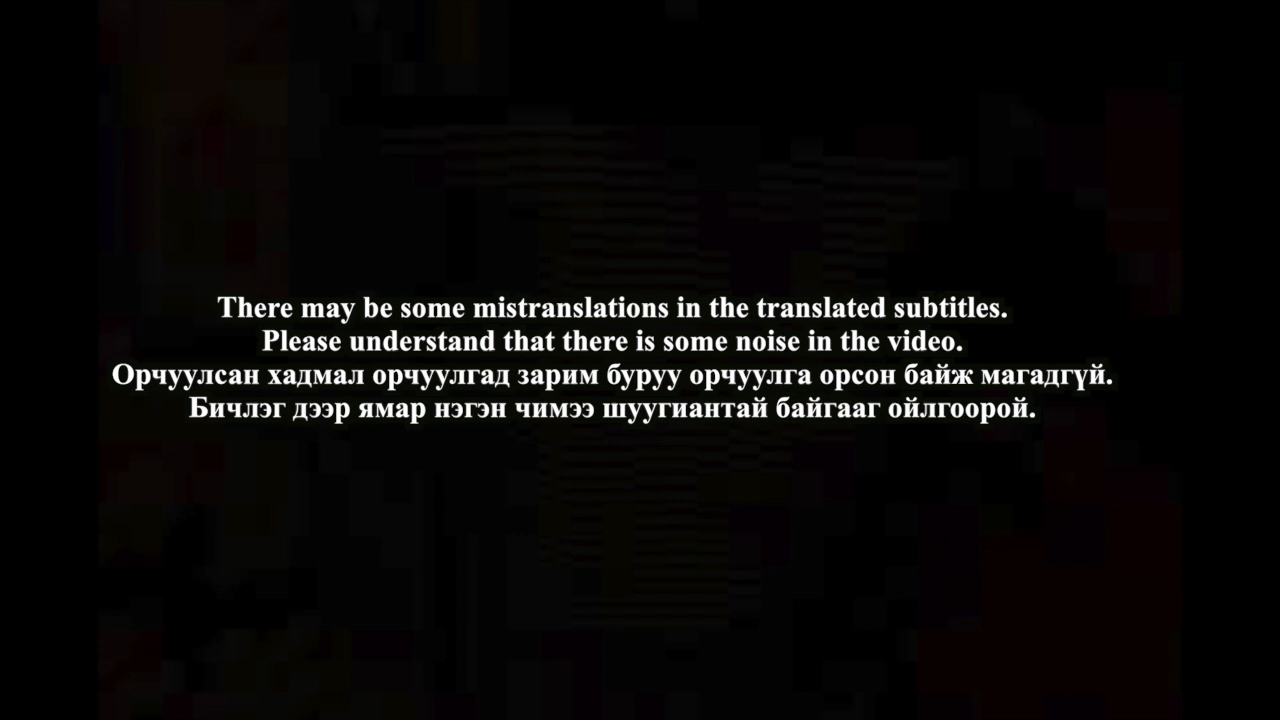 There may be some mistranslations in the translated subtitles.
Please understand that there is some noise in the video.
Орчуулсан хадмал орчуулгад зарим буруу орчуулга орсон байж магадгүй.
Бичлэг дээр ямар нэгэн чимээ шуугиантай байгааг ойлгоорой.